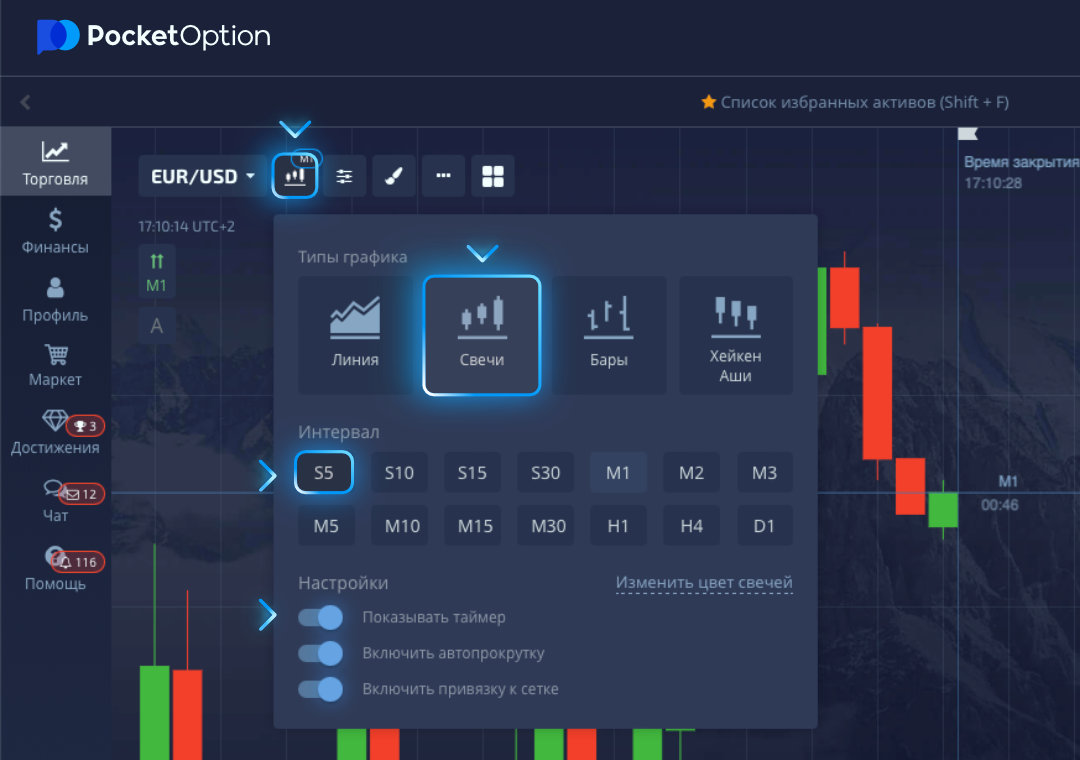 PocketOption
Список избранных активов (Shift + F)
Торговля
Финансы
Профиль
Маркет
3
Достижения
12
Чат
116
Помощь
EUR/USD
M1
17:10:14 UTC+2
M1
A
Время закрытия
17:10:28
Типы графика
Линия
Свечи
Бары
Хейкен
Аши
Интервал
S5 S10 S15 S30 M1 M2 M3
M5 M10 M15 M30 H1 H4 D1
Настройки
Изменить цвет свечей
Показывать таймер
Включить автопрокрутку
Включить привязку к сетке
M1
00:46